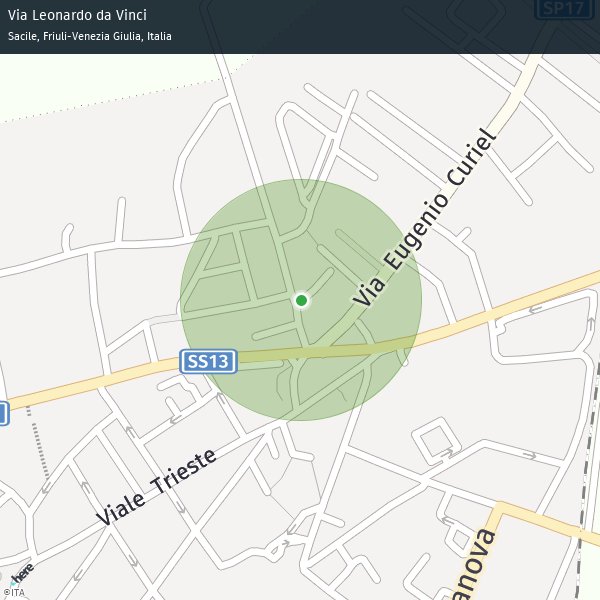 Via Leonardo da Vinci
Sacile, Friuli-Venezia Giulia, Italia
SP17
Via Eugenio Curiel
SS13
Viale Trieste
anova
here
©ITA